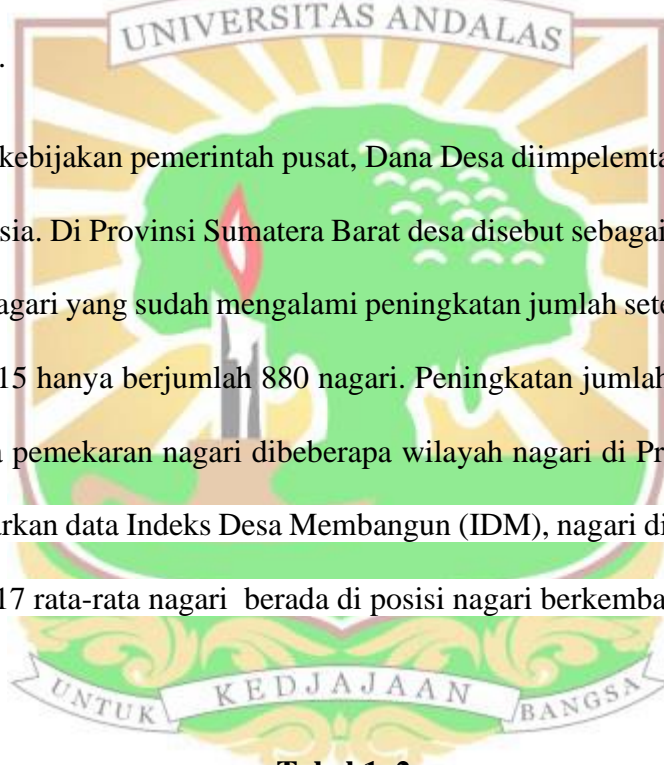 UNIVERSITAS ANDALAS
.
kebijakan pemerintah pusat, Dana Desa diimpelemta
sia. Di Provinsi Sumatera Barat desa disebut sebagai
agari yang sudah mengalami peningkatan jumlah sete
15 hanya berjumlah 880 nagari. Peningkatan jumlah
a pemekaran nagari dibeberapa wilayah nagari di Pr
arkan data Indeks Desa Membangun (IDM), nagari di
17 rata-rata nagari berada di posisi nagari berkemba
UNTUK KEDJAJAAN BANGSA
Tabel 1. 2